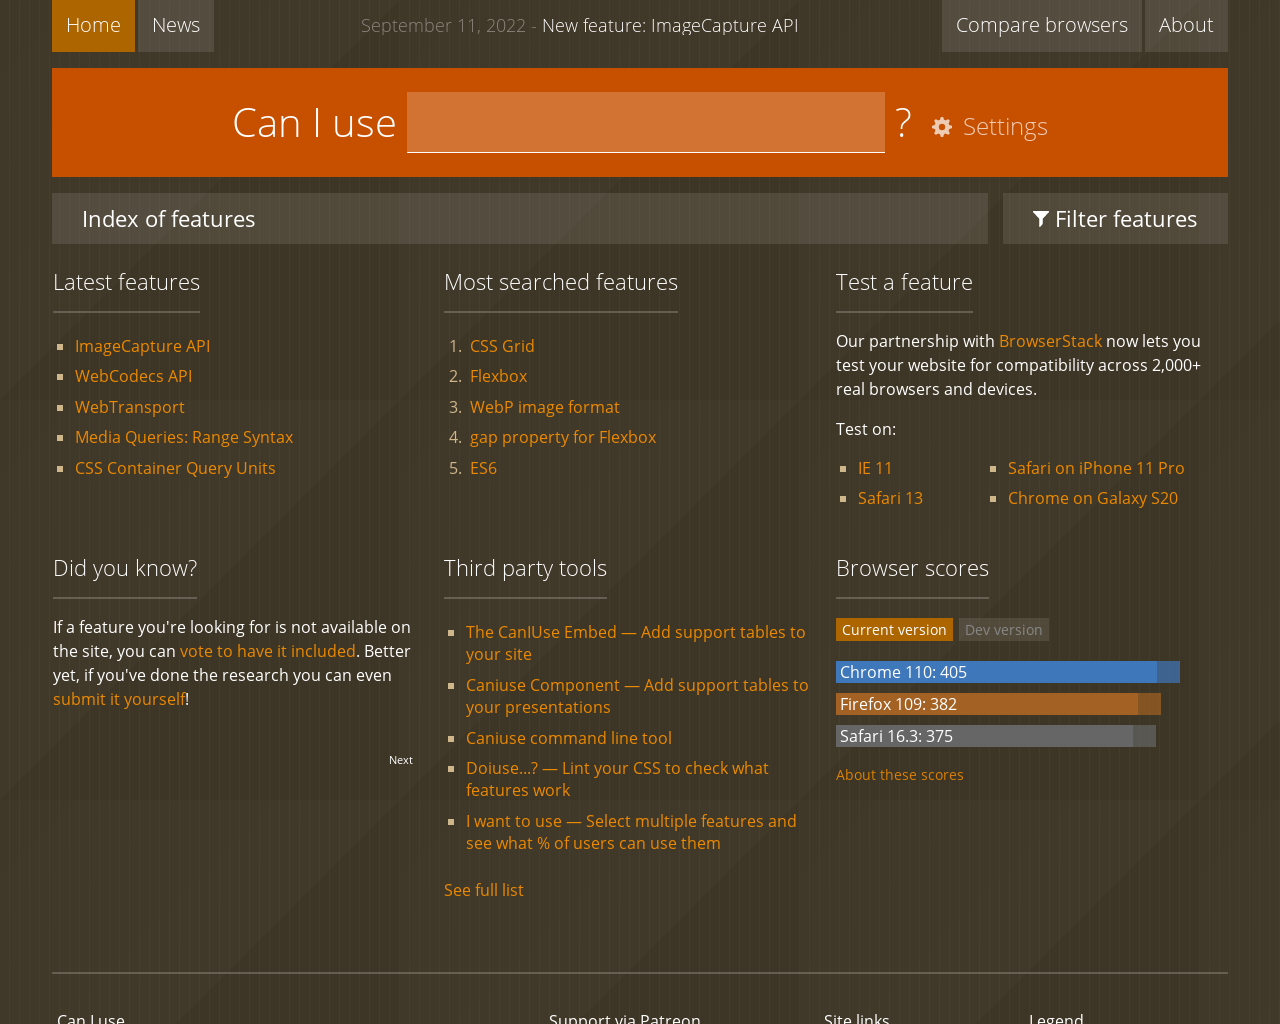 Home
News
September 11, 2022 - New feature: ImageCapture API
Compare browsers
About
Can I use
?
Settings
Index of features
Filter features
Latest features
ImageCapture API
WebCodecs API
WebTransport
Media Queries: Range Syntax
CSS Container Query Units
Most searched features
1. CSS Grid
2. Flexbox
3. WebP image format
4. gap property for Flexbox
5. ES6
Test a feature
Our partnership with BrowserStack now lets you
test your website for compatibility across 2,000+
real browsers and devices.
Test on:
IE 11
Safari 13
Safari on iPhone 11 Pro
Chrome on Galaxy S20
Did you know?
If a feature you're looking for is not available on
the site, you can vote to have it included. Better
yet, if you've done the research you can even
submit it yourself!
Next
Third party tools
The CanIUse Embed — Add support tables to
your site
Caniuse Component — Add support tables to
your presentations
Caniuse command line tool
Doiuse...? — Lint your CSS to check what
features work
I want to use — Select multiple features and
see what % of users can use them
See full list
Browser scores
Current version
Dev version
Chrome 110: 405
Firefox 109: 382
Safari 16.3: 375
About these scores
Can I use
Support via Patreon
Site links
Legend